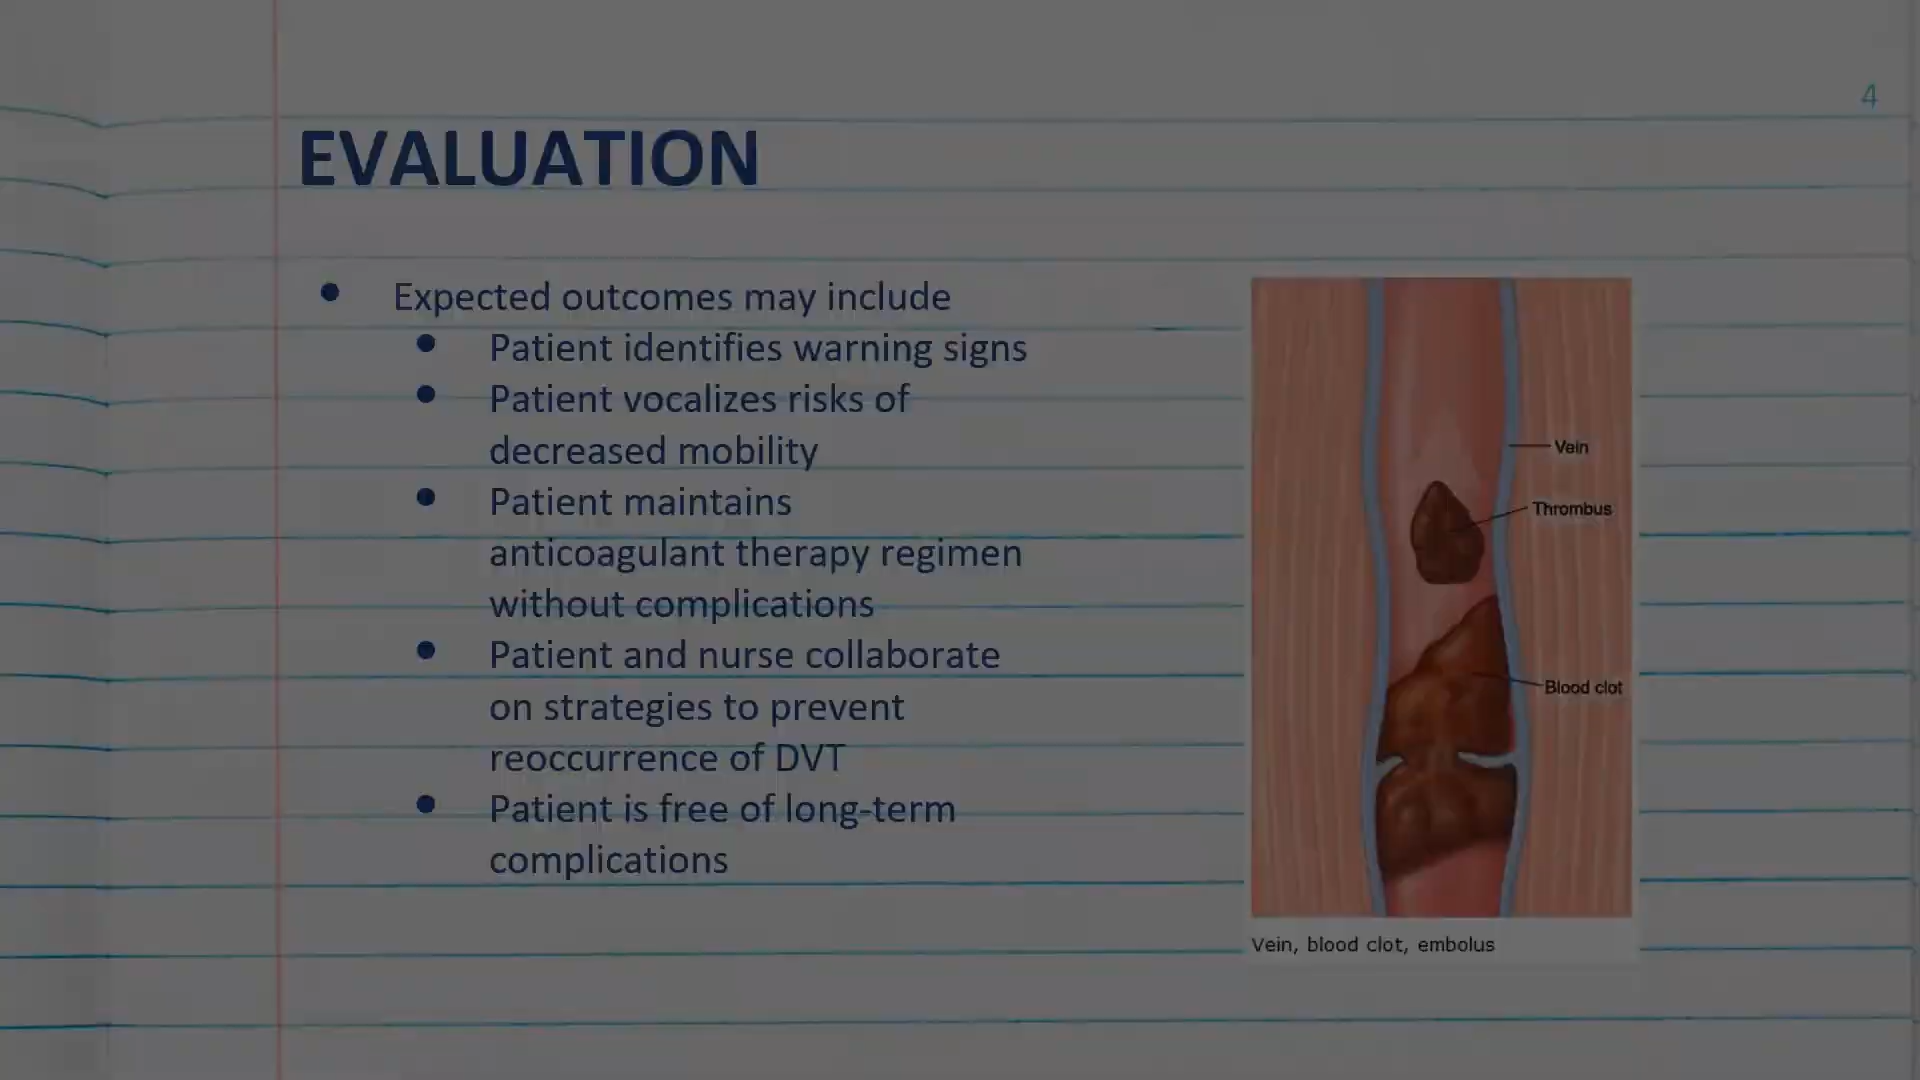 4
EVALUATION
Expected outcomes may include
Patient identifies warning signs
Patient vocalizes risks of
decreased mobility
Patient maintains
anticoagulant therapy regimen
without complications
Patient and nurse collaborate
on strategies to prevent
reoccurrence of DVT
Patient is free of long-term
complications
Vein
Thrombus
Blood clot
Vein, blood clot, embolus